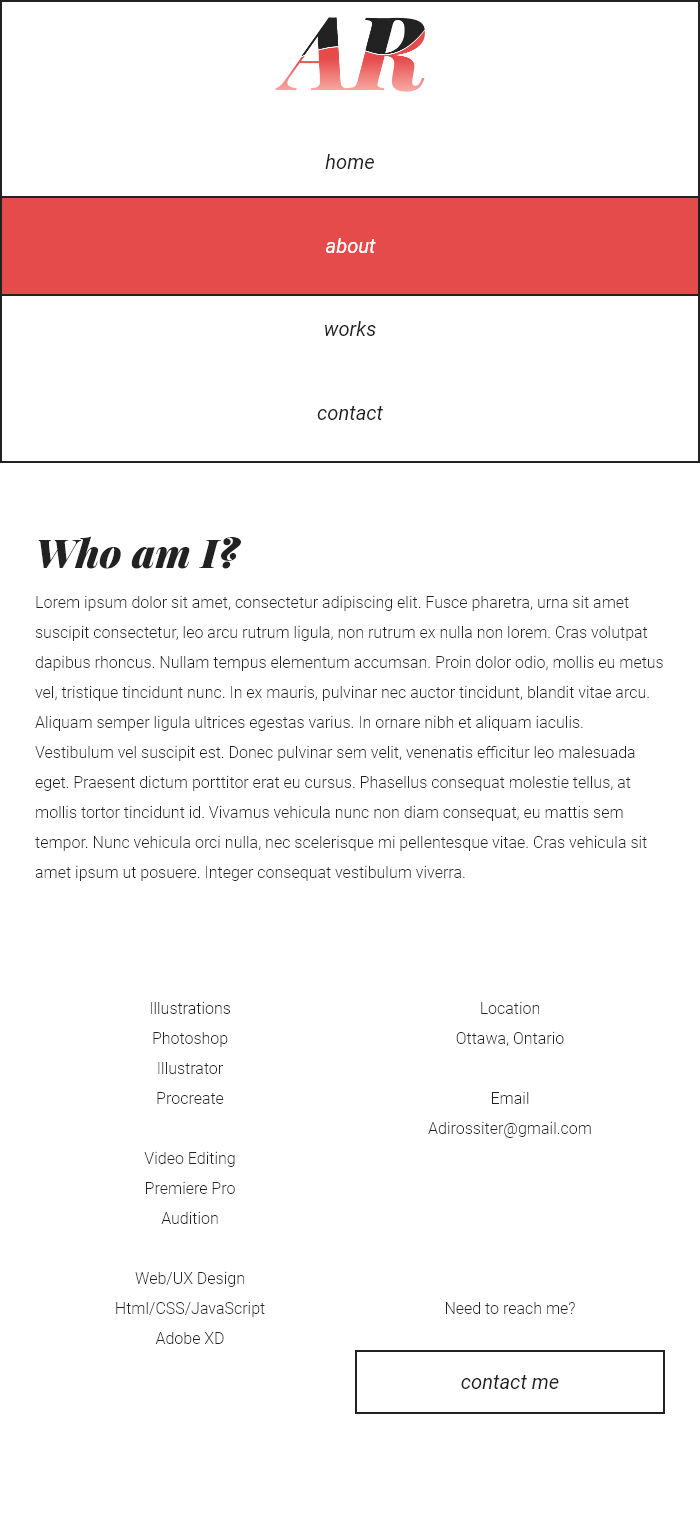 AR
home
about
works
contact
Who am I?
Lorem ipsum dolor sit amet, consectetur adipiscing elit. Fusce pharetra, urna sit amet
suscipit consectetur, leo arcu rutrum ligula, non rutrum ex nulla non lorem. Cras volutpat
dapibus rhoncus. Nullam tempus elementum accumsan. Proin dolor odio, mollis eu metus
vel, tristique tincidunt nunc. In ex mauris, pulvinar nec auctor tincidunt, blandit vitae arcu.
Aliquam semper ligula ultrices egestas varius. In ornare nibh et aliquam iaculis.
Vestibulum vel suscipit est. Donec pulvinar sem velit, venenatis efficitur leo malesuada
eget. Praesent dictum porttitor erat eu cursus. Phasellus consequat molestie tellus, at
mollis tortor tincidunt id. Vivamus vehicula nunc non diam consequat, eu mattis sem
tempor. Nunc vehicula orci nulla, nec scelerisque mi pellentesque vitae. Cras vehicula sit
amet ipsum ut posuere. Integer consequat vestibulum viverra.
Illustrations
Photoshop
Illustrator
Procreate
Video Editing
Premiere Pro
Audition
Web/UX Design
Html/CSS/JavaScript
Adobe XD
Location
Ottawa, Ontario
Email
Adirossiter@gmail.com
Need to reach me?
contact me